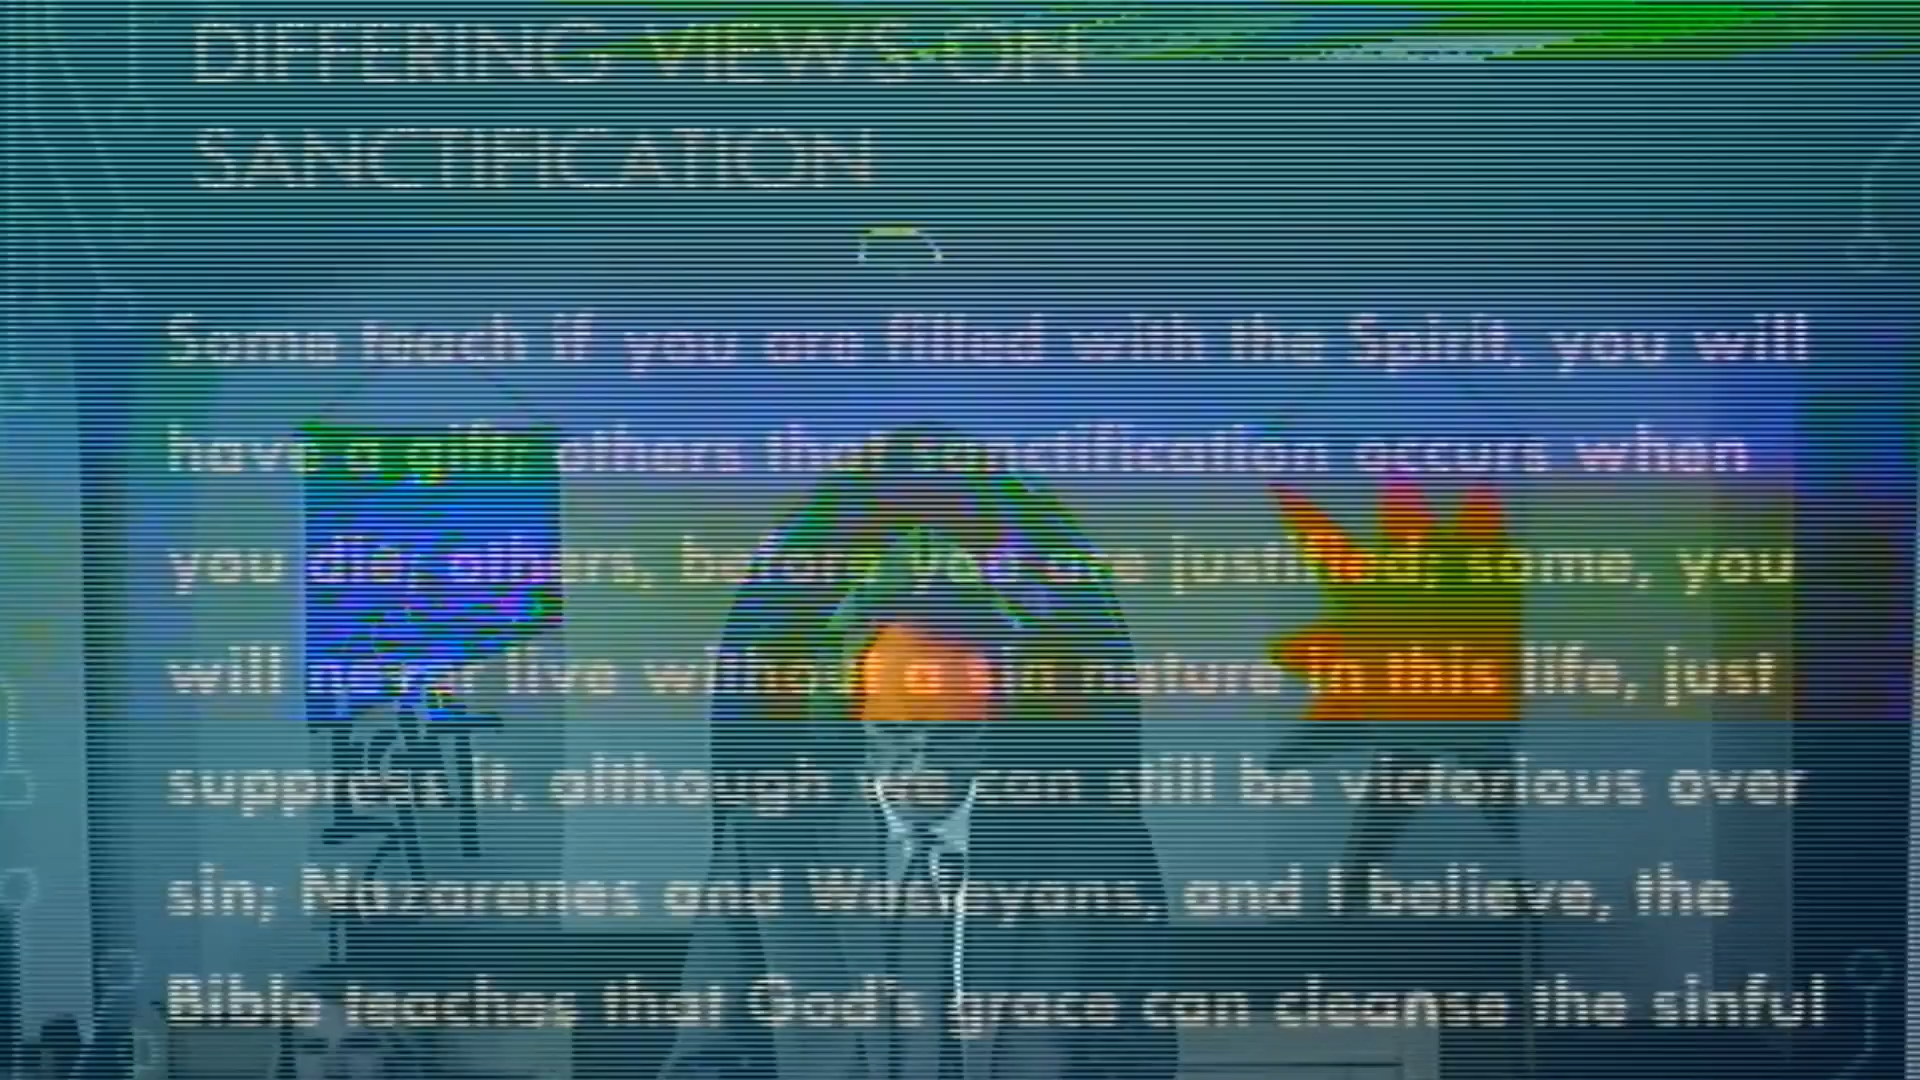 DIFFERING VIEWS ON
SANCTIFICATION
Some teach if you are filled with the Spirit, you will
have a gift; others that sanctification occurs when
you die; others, before you are justified; some, you
will never live without a sin nature in this life, just
suppress it, although we can still be victorious over
sin; Nazarenes and Wesleyans, and I believe, the
Bible teaches that God's grace can cleanse the sinful